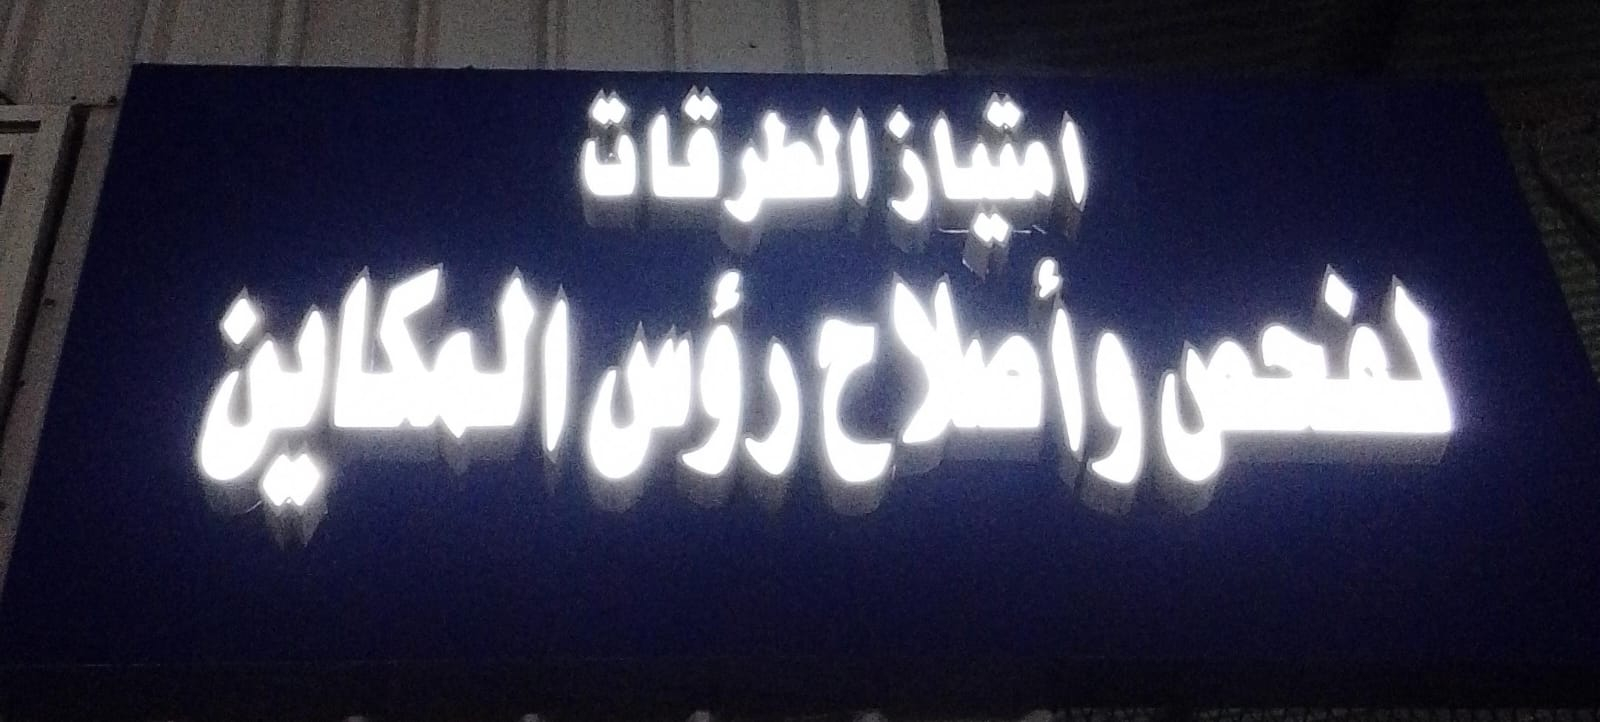 امتياز الطرقات
لفحص وأصلاح رؤس المكاين